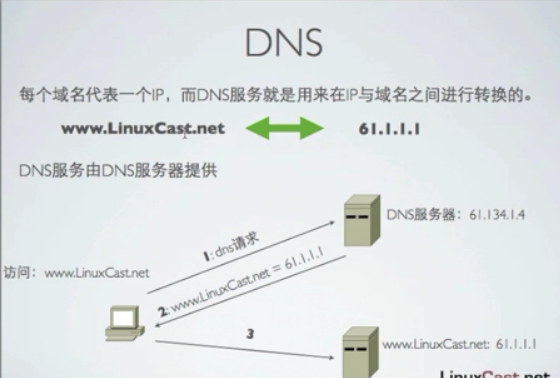 DNS
每个域名代表一个IP，而DNS服务就是用来在IP与域名之间进行转换的。
www.LinuxCast.net 61.1.1.1
DNS服务由DNS服务器提供
DNS服务器：61.134.1.4
1: dns请求
2: www.LinuxCast.net = 61.1.1.1
访问：www.LinuxCast.net
3
www.LinuxCast.net: 61.1.1.1
LinuxCast.net